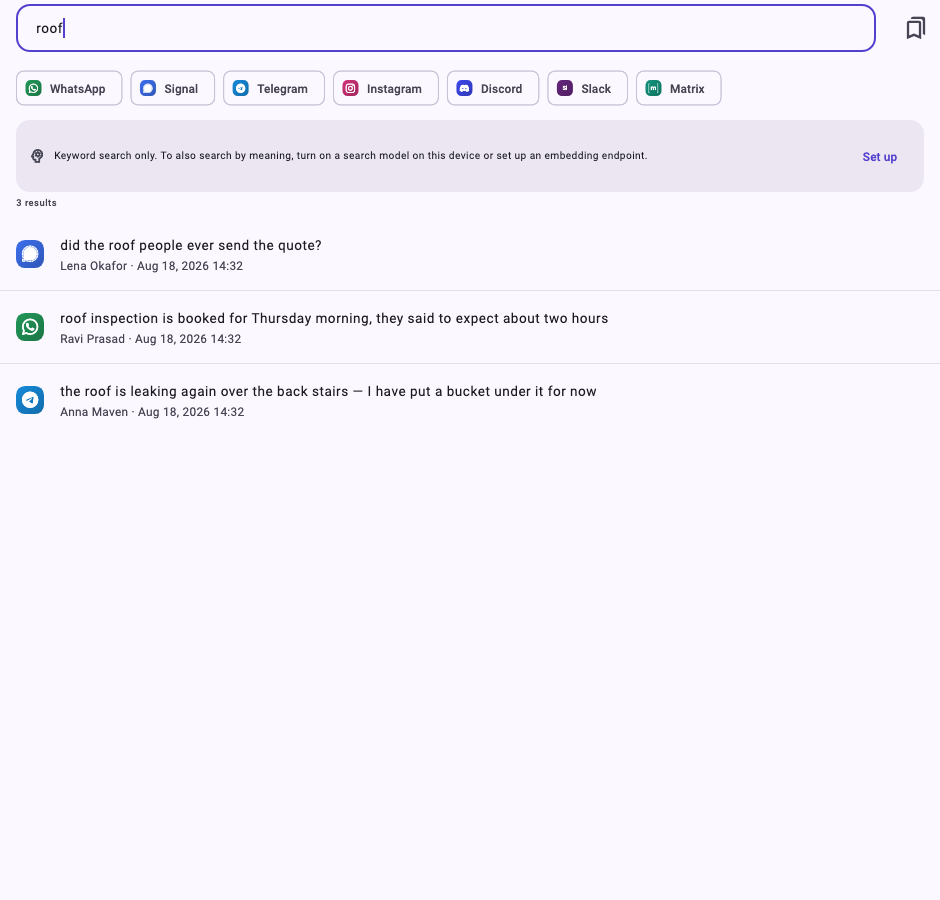 roof
WhatsApp Signal Telegram Instagram Discord Slack Matrix
Keyword search only. To also search by meaning, turn on a search model on this device or set up an embedding endpoint. Set up
3 results
did the roof people ever send the quote?
Lena Okafor · Aug 18, 2026 14:32
roof inspection is booked for Thursday morning, they said to expect about two hours
Ravi Prasad · Aug 18, 2026 14:32
the roof is leaking again over the back stairs — I have put a bucket under it for now
Anna Maven · Aug 18, 2026 14:32